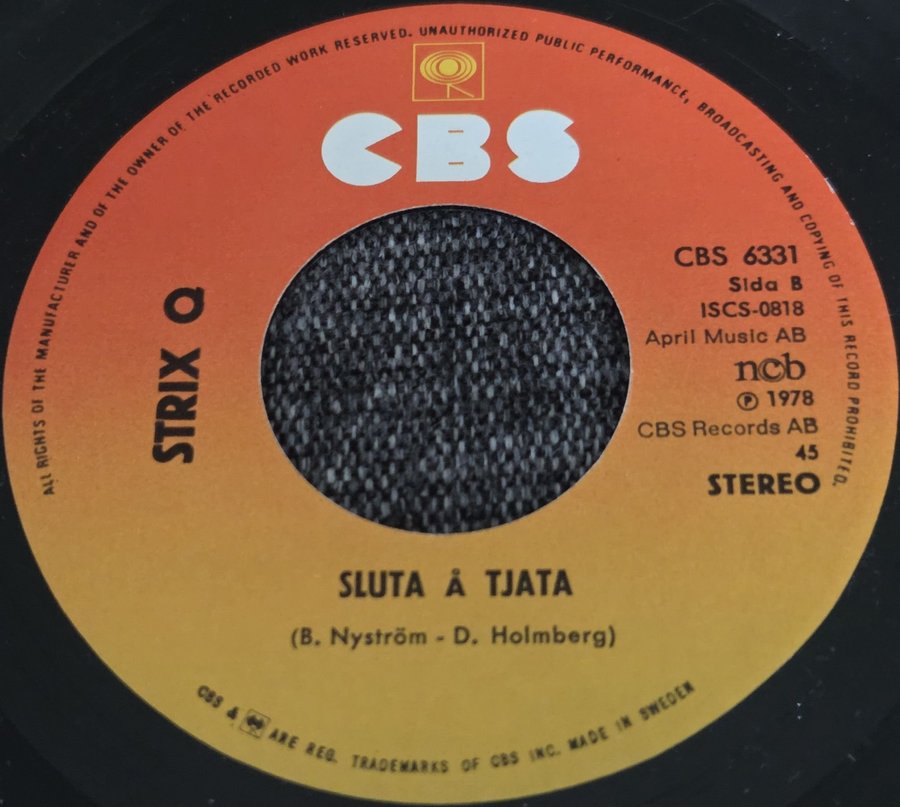 ALL RIGHTS OF THE MANUFACTURER AND OF THE OWNER OF THE RECORDED WORK RESERVED. UNAUTHORIZED PUBLIC PERFORMANCE, BROADCASTING AND COPYING OF THIS RECORD PROHIBITED.
CBS
STRIX Q
CBS 6331
Sida B
ISCS-0818
April Music AB
ncb
Ⓟ 1978
CBS Records AB
45
STEREO
SLUTA Å TJATA
(B. Nyström - D. Holmberg)
CBS & ARE REG. TRADEMARKS OF CBS INC. MADE IN SWEDEN